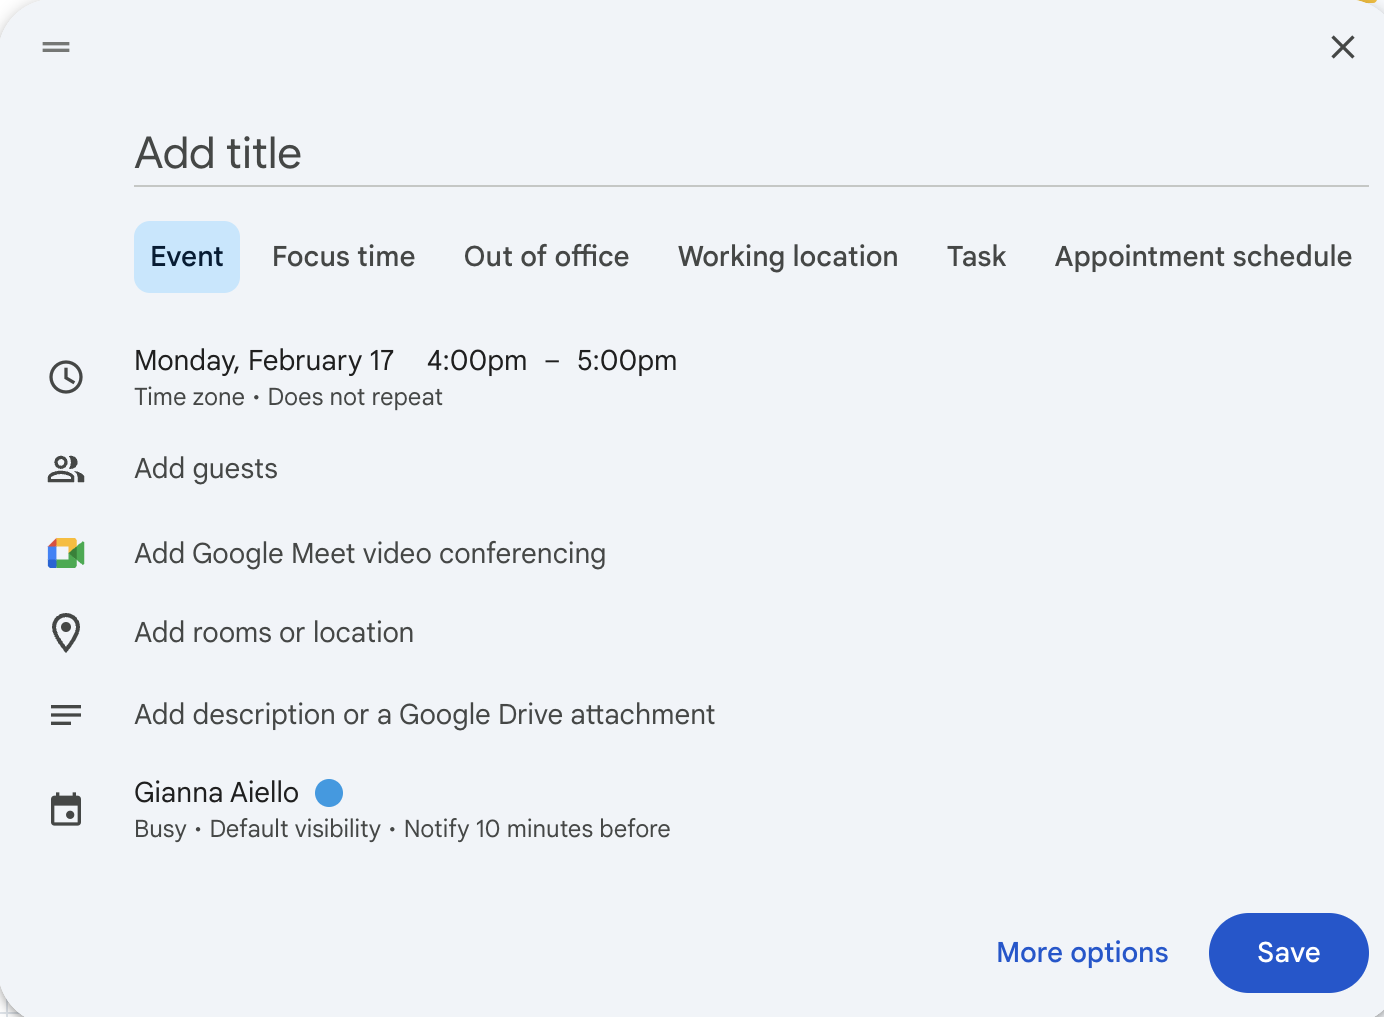 Add title
Event Focus time Out of office Working location Task Appointment schedule
Monday, February 17 4:00pm – 5:00pm
Time zone • Does not repeat
Add guests
Add Google Meet video conferencing
Add rooms or location
Add description or a Google Drive attachment
Gianna Aiello
Busy • Default visibility • Notify 10 minutes before
More options Save